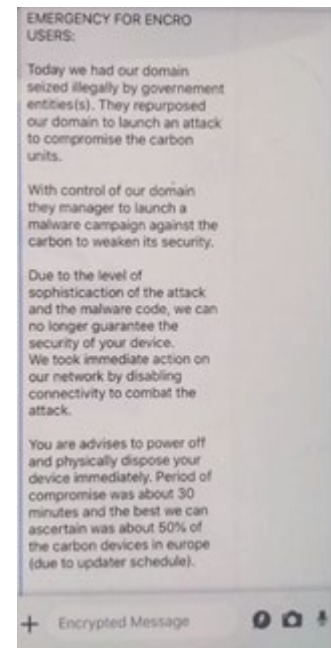 EMERGENCY FOR ENCRO
USERS:
Today we had our domain
seized illegally by governement
entities(s). They repurposed
our domain to launch an attack
to compromise the carbon
units.
With control of our domain
they manager to launch a
malware campaign against the
carbon to weaken its security.
Due to the level of
sophisticaction of the attack
and the malware code, we can
no longer guarantee the
security of your device.
We took immediate action on
our network by disabling
connectivity to combat the
attack.
You are advises to power off
and physically dispose your
device immediately. Period of
compromise was about 30
minutes and the best we can
ascertain was about 50% of
the carbon devices in europe
(due to updater schedule).
Encrypted Message